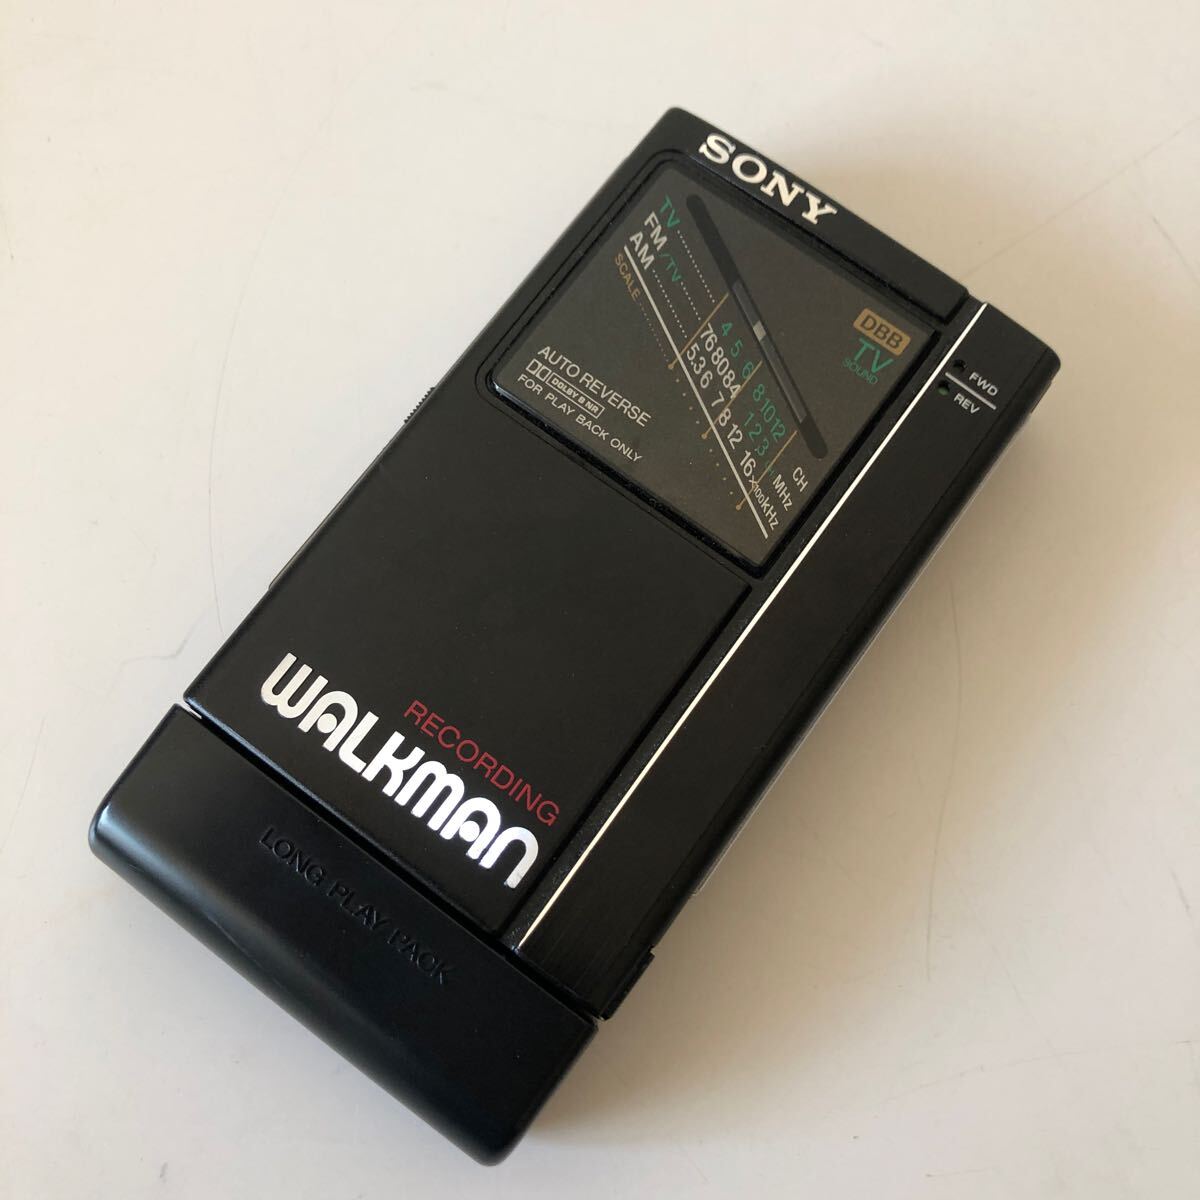 SONY
TV
FM/TV
AM
SCALE
4 5 6 8 10 12 CH
76 80 84 1 2 3 CH MHz
5.3 6 7 8 12 16 ×100kHz
DBB
TV
SOUND
FWD
REV
AUTO REVERSE
DOLBY B NR
FOR PLAY BACK ONLY
RECORDING
WALKMAN
LONG PLAY PACK